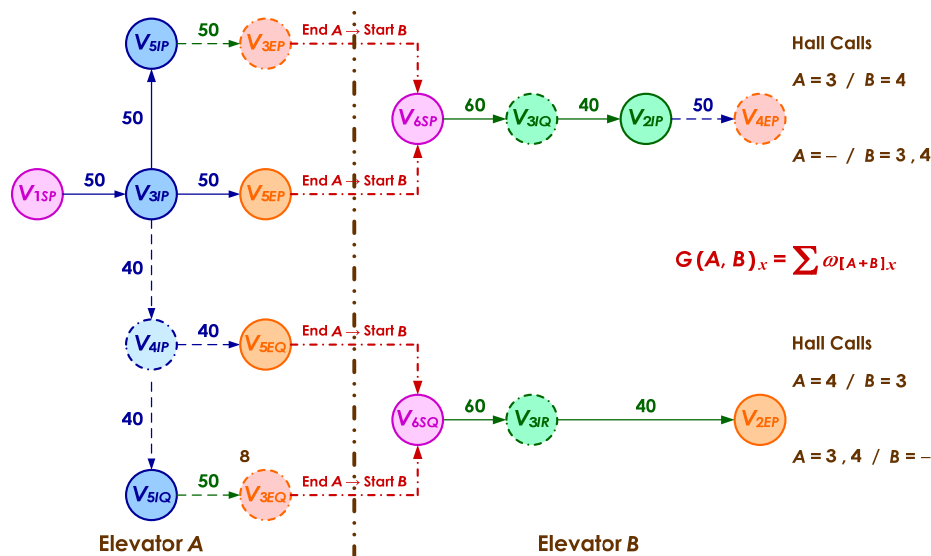 50
V5IP
V3EP
End A → Start B
50
60
40
50
V6SP
V3IQ
V2IP
V4EP
Hall Calls
A = 3 / B = 4
A = – / B = 3 , 4
50
50
V1SP
V3IP
V5EP
End A → Start B
40
G (A, B)x = ∑ ω[A+B]x
40
V4IP
V5EQ
End A → Start B
40
60
40
V6SQ
V3IR
V2EP
Hall Calls
A = 4 / B = 3
A = 3 , 4 / B = –
8
50
V5IQ
V3EQ
End A → Start B
Elevator A
Elevator B